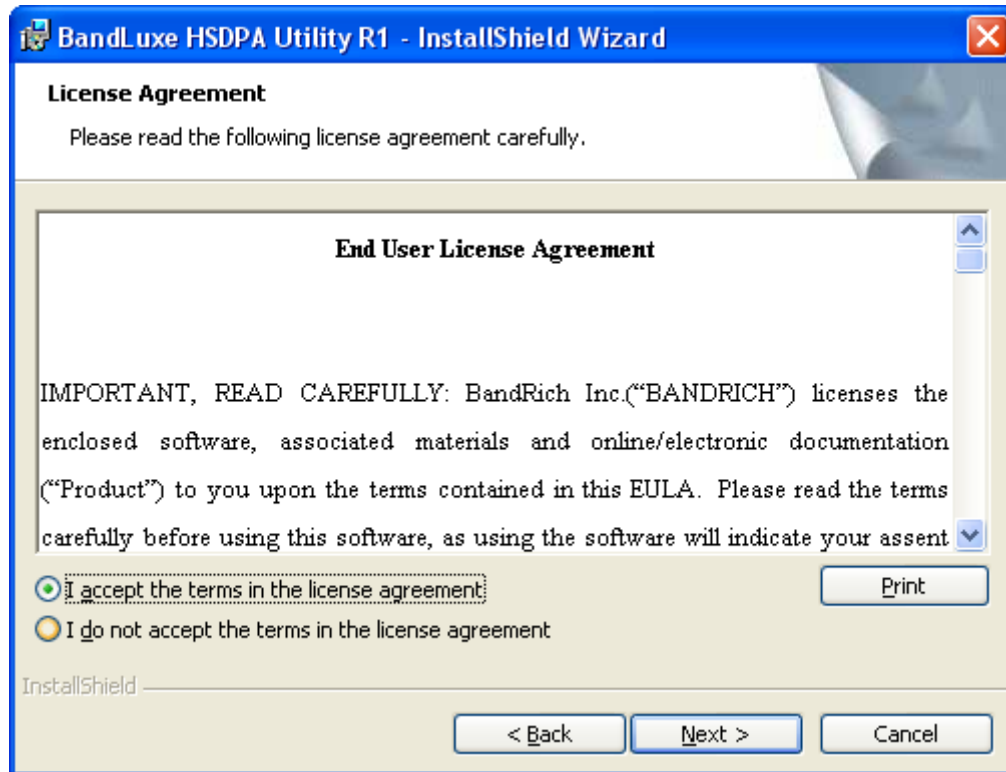 BandLuxe HSDPA Utility R1 - InstallShield Wizard
License Agreement
Please read the following license agreement carefully.
End User License Agreement
IMPORTANT, READ CAREFULLY: BandRich Inc.(“BANDRICH”) licenses the
enclosed software, associated materials and online/electronic documentation
(“Product”) to you upon the terms contained in this EULA.  Please read the terms
carefully before using this software, as using the software will indicate your assent
I accept the terms in the license agreement
Print
I do not accept the terms in the license agreement
InstallShield
< Back
Next >
Cancel